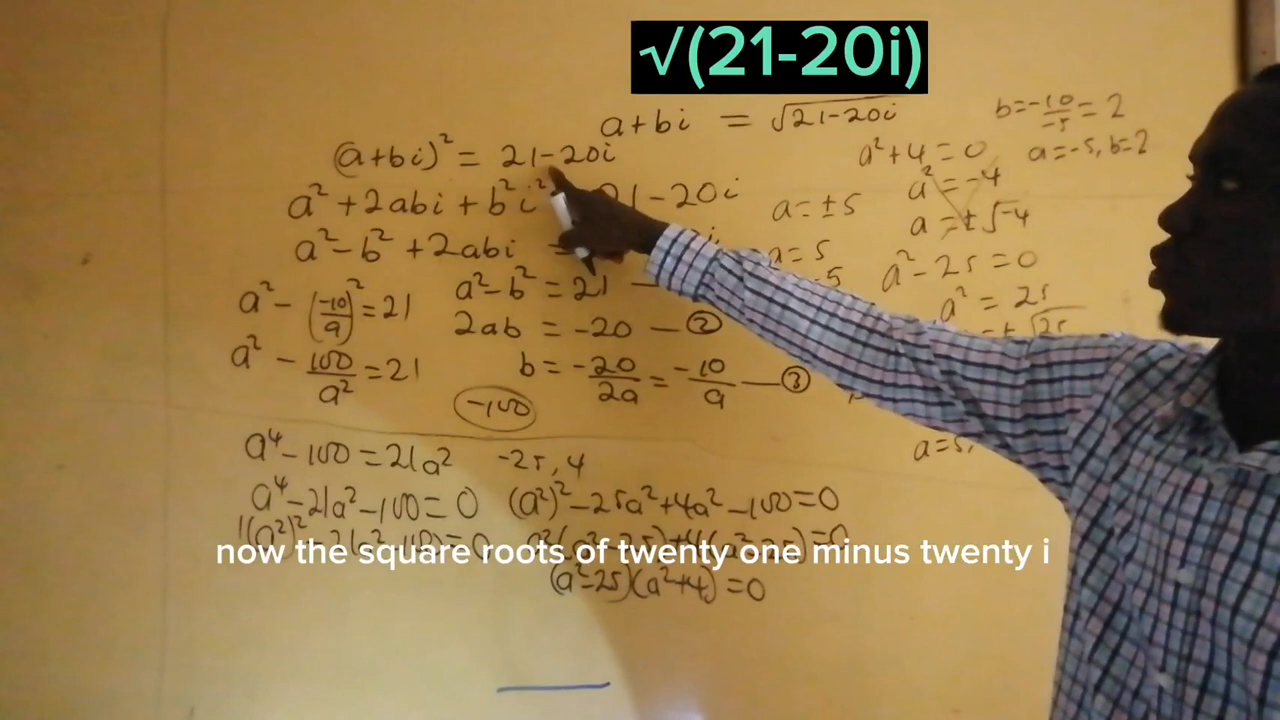 √(21-20i)
a+bi = √21-20i
(a+bi)² = 21-20i
a² +2abi + b²i² 21-20i
a²-b² +2abi =
a²-b² = 21 —
2ab = -20 — ②
b = -20/2a = -10/a — ③
a² - (-10/a)² = 21
a² - 100/a² = 21
-100
a⁴-100 = 21a²
a⁴-21a²-100 = 0
-25, 4
(a²)²-25a²+4a²-100=0
(a²-25)(a²+4) = 0
a²+4 = 0
a² = -4
a = ±√-4
a²-25 = 0
a² = 25
± √25
a = ±5
a = 5
-5
a=5,
b = -10/-5 = 2
a=-5, b=2
now the square roots of twenty one minus twenty i